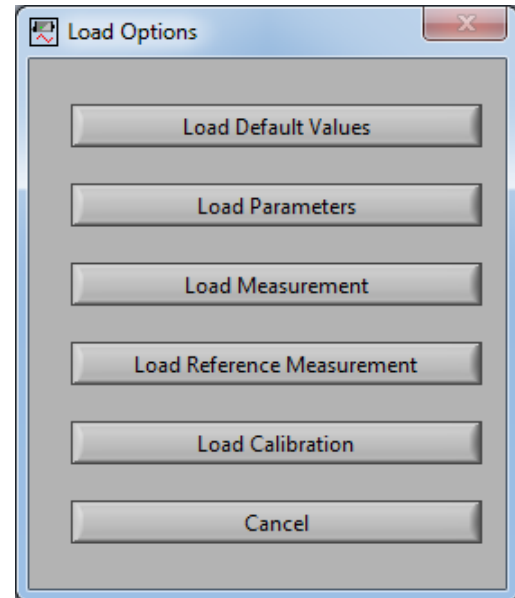 Load Options
Load Default Values
Load Parameters
Load Measurement
Load Reference Measurement
Load Calibration
Cancel